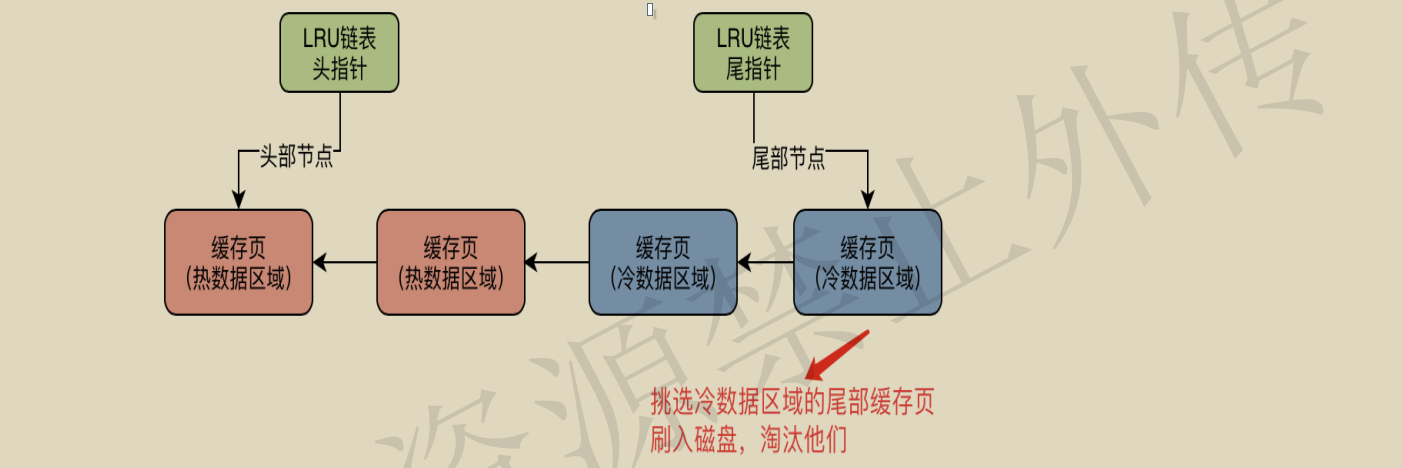 LRU链表
头指针
LRU链表
尾指针
头部节点
尾部节点
缓存页
(热数据区域)
缓存页
(热数据区域)
缓存页
(冷数据区域)
缓存页
(冷数据区域)
挑选冷数据区域的尾部缓存页
刷入磁盘，淘汰他们
资源禁止外传